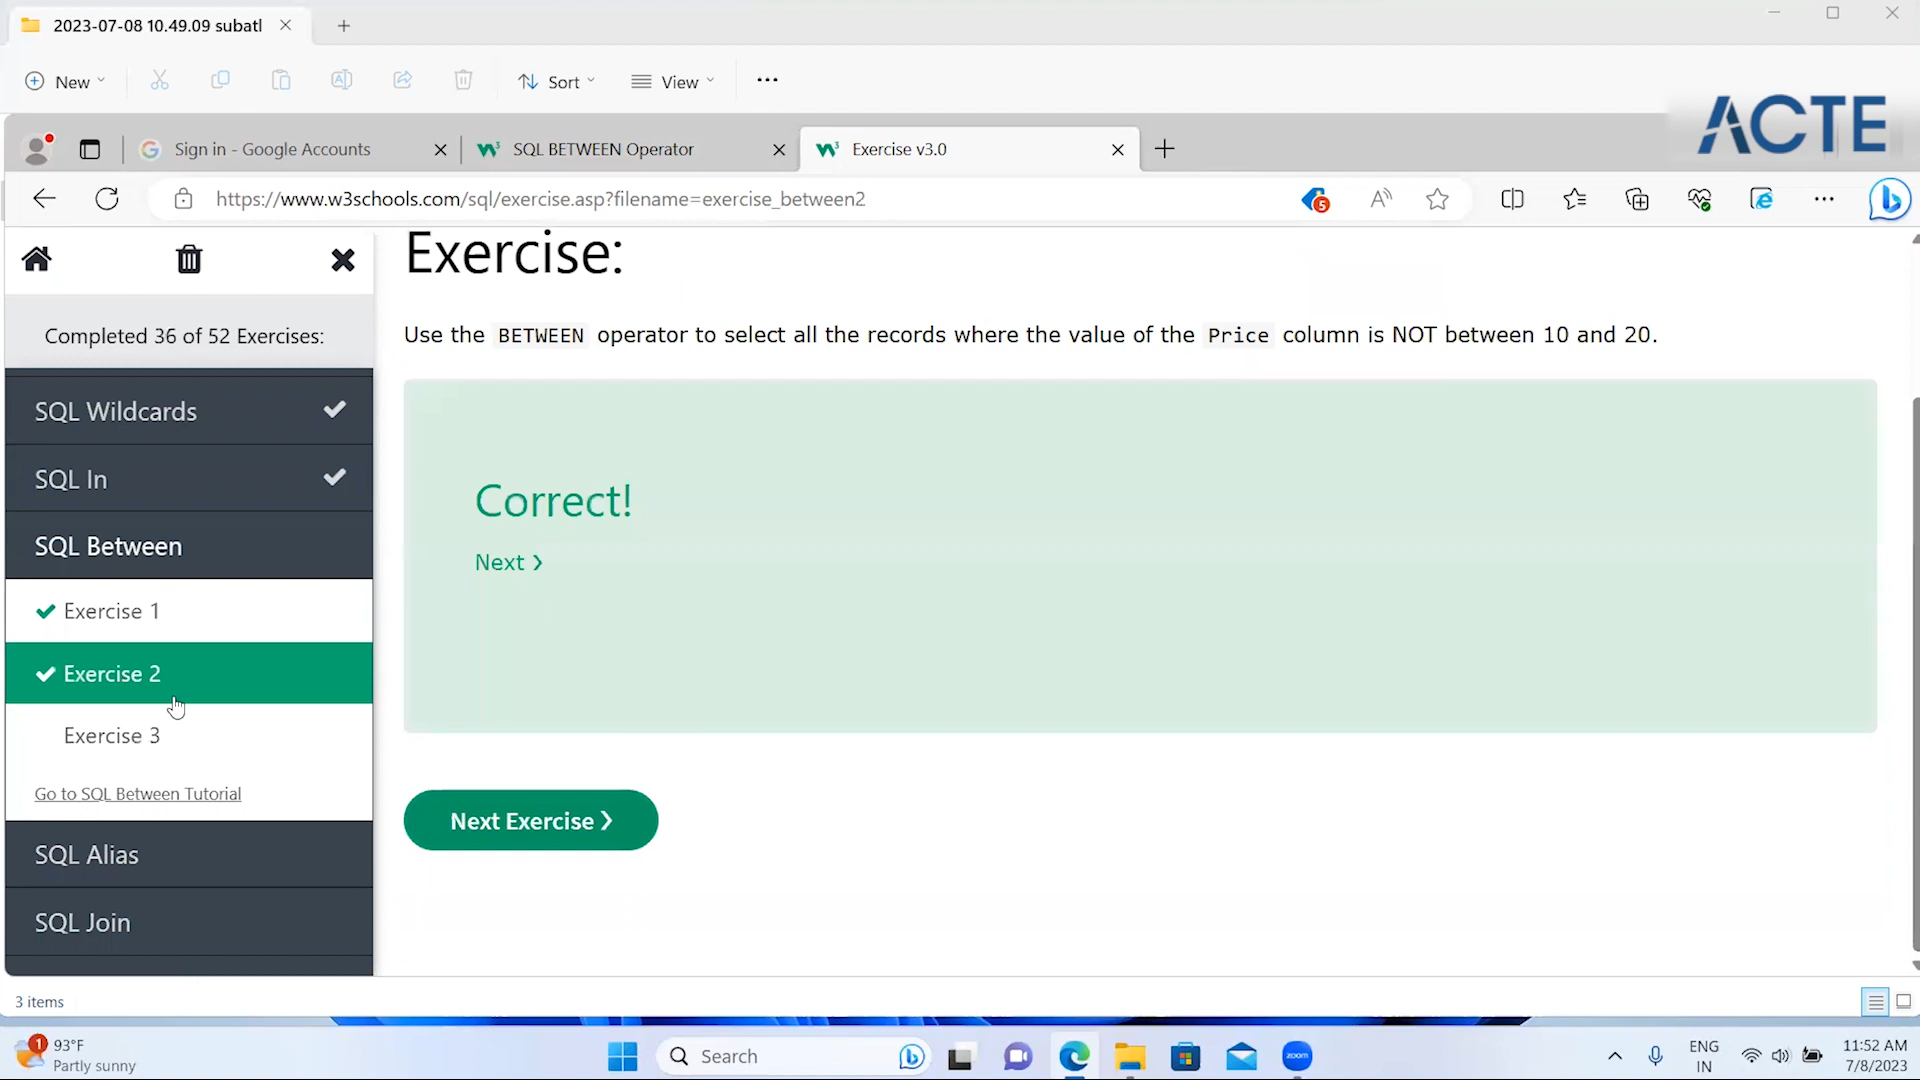 2023-07-08 10.49.09 subatl
New
Sort
View
ACTE
Sign in - Google Accounts
SQL BETWEEN Operator
Exercise v3.0
https://www.w3schools.com/sql/exercise.asp?filename=exercise_between2
5
Exercise:
Completed 36 of 52 Exercises:
Use the BETWEEN operator to select all the records where the value of the Price column is NOT between 10 and 20.
SQL Wildcards
SQL In
SQL Between
Exercise 1
Exercise 2
Exercise 3
Go to SQL Between Tutorial
SQL Alias
SQL Join
Correct!
Next ❯
Next Exercise ❯
3 items
1
93°F
Partly sunny
Search
zoom
ENG
IN
11:52 AM
7/8/2023